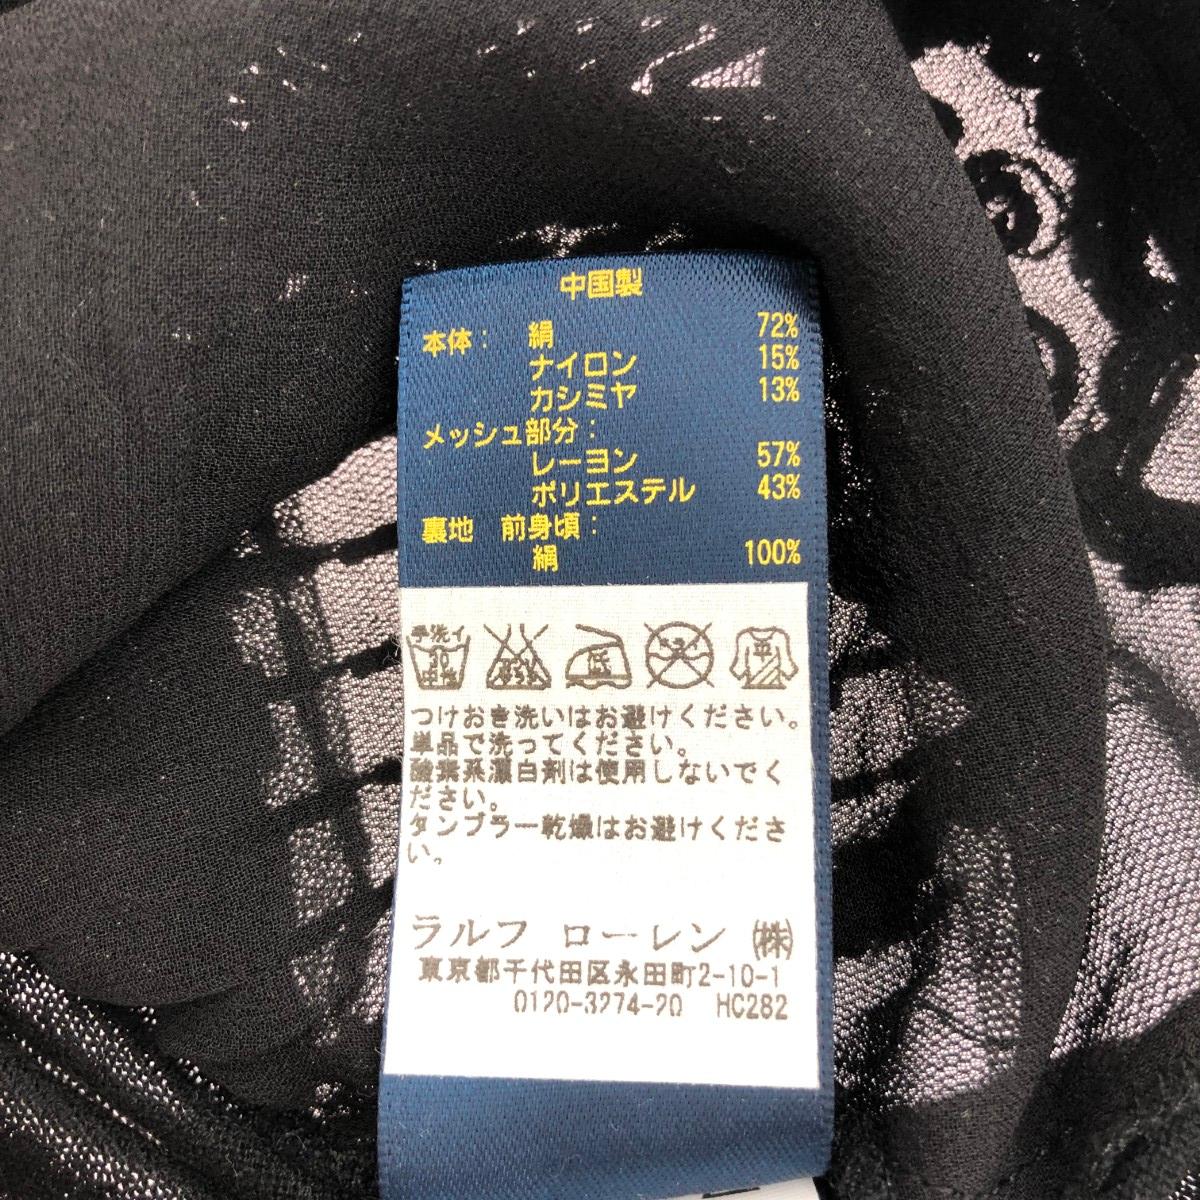 中国製
本体： 絹 72%
ナイロン 15%
カシミヤ 13%
メッシュ部分：
レーヨン 57%
ポリエステル 43%
裏地 前身頃：
絹 100%
手洗イ
30
中性
低
平
つけおき洗いはお避けください。
単品で洗ってください。
酸素系漂白剤は使用しないでく
ださい。
タンブラー乾燥はお避けくださ
い。
ラルフ ローレン ㈱
東京都千代田区永田町2-10-1
0120-3274-20 HC282